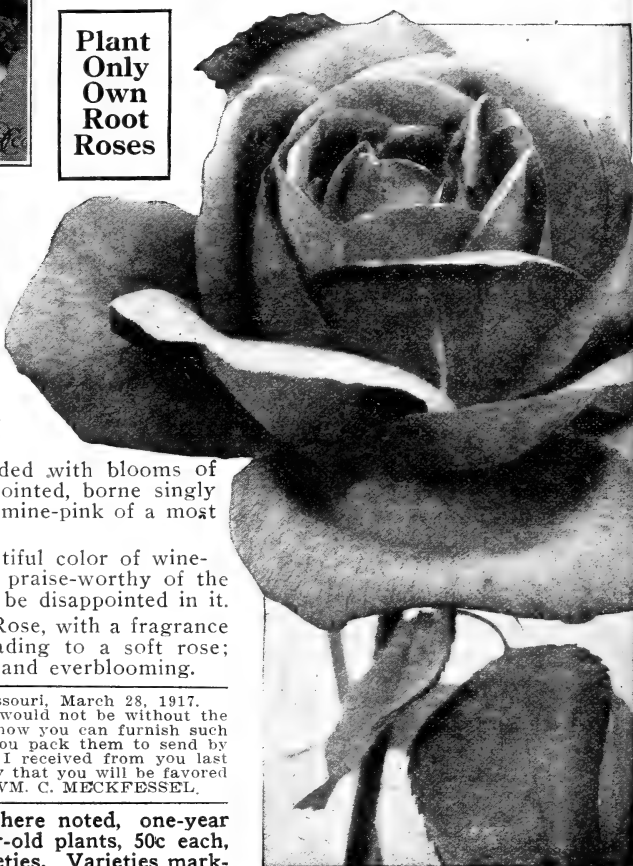 Plant
Only
Own
Root
Roses
ded with blooms of
ointed, borne singly
mine-pink of a most
tiful color of wine-
praise-worthy of the
be disappointed in it.
Rose, with a fragrance
ading to a soft rose;
and everblooming.
ssouri, March 28, 1917.
would not be without the
now you can furnish such
ou pack them to send by
I received from you last
y that you will be favored
WM. C. MECKFESSEL.
here noted, one-year
r-old plants, 50c each,
eties. Varieties mark-